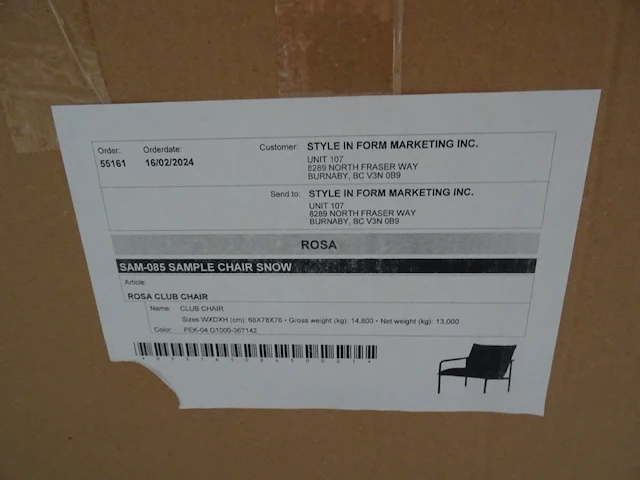 Order: Orderdate: Customer: STYLE IN FORM MARKETING INC.
55161 16/02/2024 UNIT 107
8289 NORTH FRASER WAY
BURNABY, BC V3N 0B9
Send to: STYLE IN FORM MARKETING INC.
UNIT 107
8289 NORTH FRASER WAY
BURNABY, BC V3N 0B9
ROSA
SAM-085 SAMPLE CHAIR SNOW
Article:
ROSA CLUB CHAIR
Name: CLUB CHAIR
Sizes WXDXH (cm): 68X78X76 • Gross weight (kg): 14,800 • Net weight (kg): 13,000
Color: PEK-04 G1000-367142